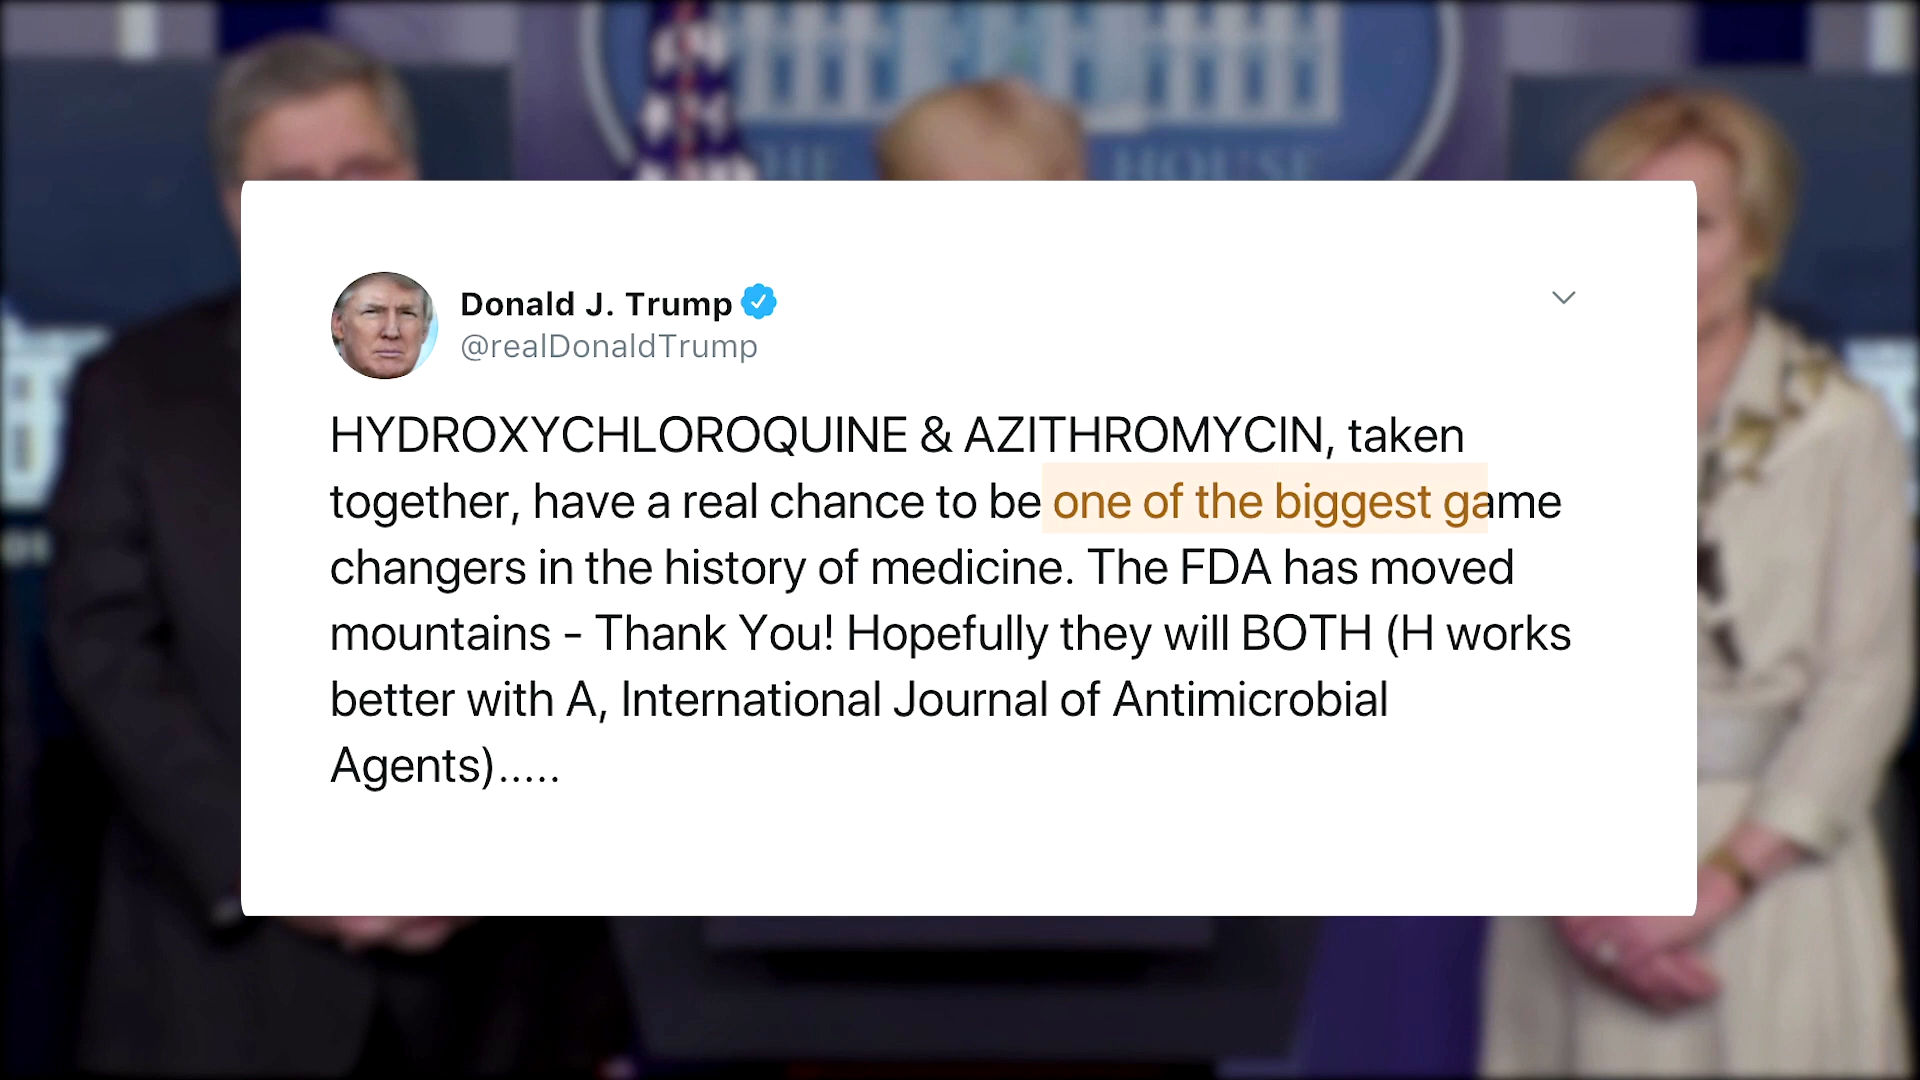 THE HOUSE
Donald J. Trump
@realDonaldTrump
HYDROXYCHLOROQUINE & AZITHROMYCIN, taken
together, have a real chance to be one of the biggest game
changers in the history of medicine. The FDA has moved
mountains - Thank You! Hopefully they will BOTH (H works
better with A, International Journal of Antimicrobial
Agents).....